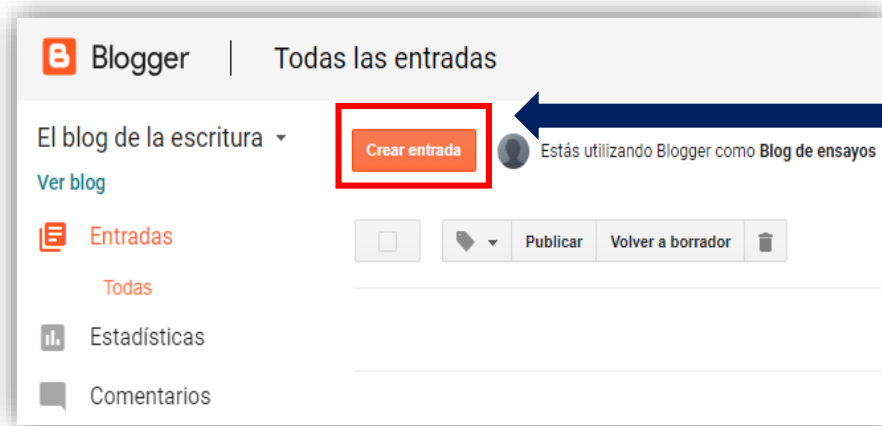 Blogger | Todas las entradas
El blog de la escritura
Crear entrada
Estás utilizando Blogger como Blog de ensayos
Ver blog
Entradas
Publicar
Volver a borrador
Todas
Estadísticas
Comentarios